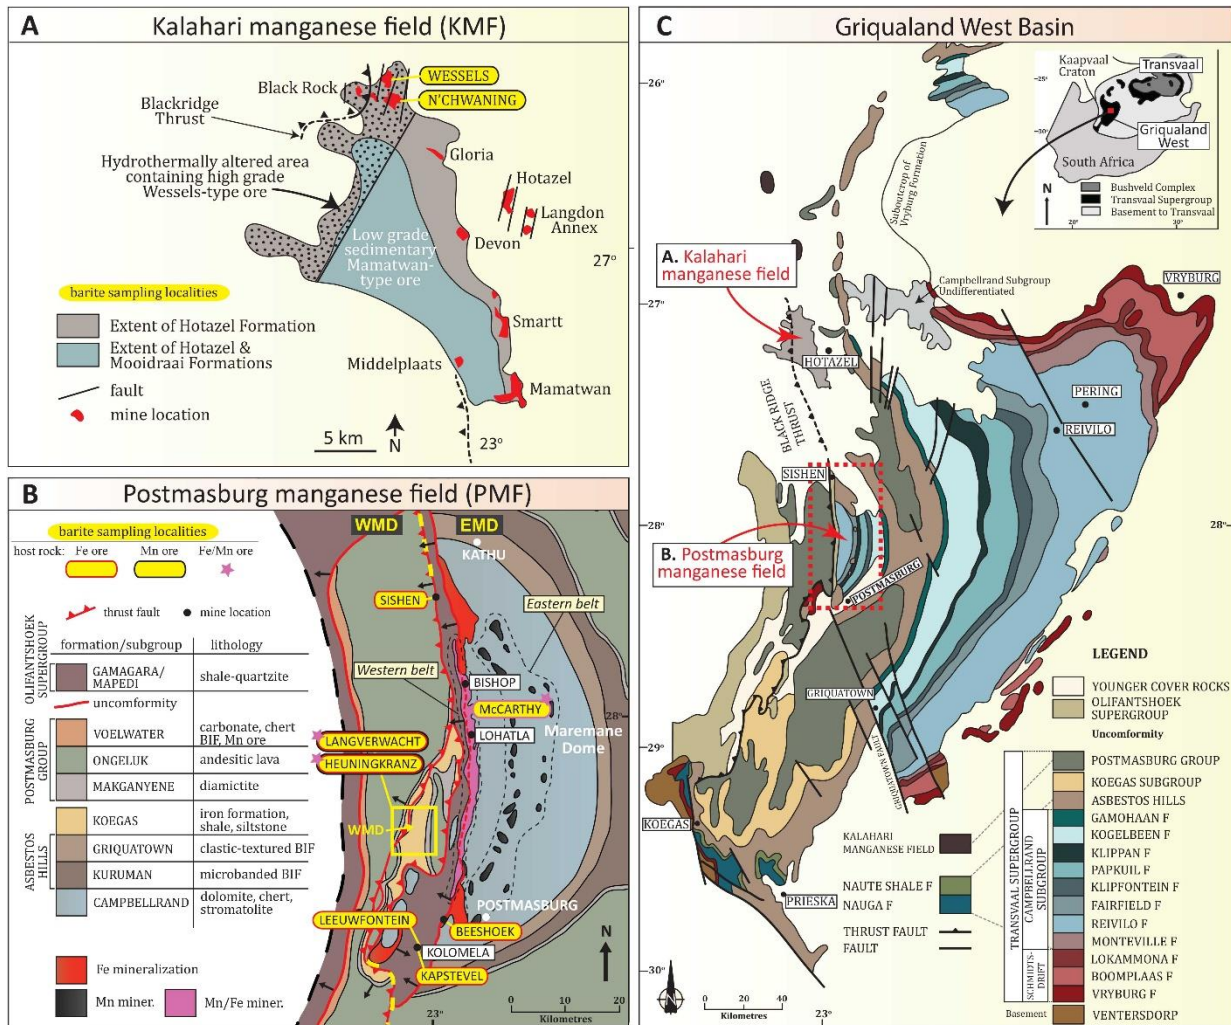 A
Kalahari manganese field (KMF)
WESSELS
Black Rock
N'CHWANING
Blackridge
Thrust
Gloria
Hydrothermally altered area
containing high grade
Wessels-type ore
Hotazel
Langdon
Annex
Low grade
sedimentary
Mamatwan-
type ore
Devon
27°
barite sampling localities
Extent of Hotazel Formation
Smartt
Extent of Hotazel &
Mooidraai Formations
Middelplaats
fault
Mamatwan
mine location
5 km
N
23°
B
Postmasburg manganese field (PMF)
barite sampling localities
host rock: Fe ore Mn ore Fe/Mn ore
thrust fault mine location
formation/subgroup lithology
OLIFANTSHOEK
SUPERGROUP
GAMAGARA/
MAPEDI
shale-quartzite
uncomformity
POSTMASBURG
GROUP
VOELWATER
carbonate, chert
BIF, Mn ore
ONGELUK
andesitic lava
MAKGANYENE
diamictite
KOEGAS
iron formation,
shale, siltstone
ASBESTOS
HILLS
GRIQUATOWN
clastic-textured BIF
KURUMAN
microbanded BIF
CAMPBELLRAND
dolomite, chert,
stromatolite
Fe mineralization
Mn miner.
Mn/Fe miner.
WMD
EMD
KATHU
SISHEN
Eastern belt
Western belt
BISHOP
McCARTHY
28°
LANGVERWACHT
LOHATLA
Maremane
Dome
HEUNINGKRANZ
WMD
POSTMASBURG
LEEUWFONTEIN
BEESHOEK
KOLOMELA
N
KAPSTEVEL
0 10 20
Kilometres
23°
C
Griqualand West Basin
26°
Kaapvaal
Craton
Transvaal
25°
30°
Griqualand
West
South Africa
N
Bushveld Complex
Transvaal Supergroup
Basement to Transvaal
20°
30°
Suboutcrop of
Vryburg Formation
A. Kalahari
manganese field
Campbellrand Subgroup
Undifferentiated
VRYBURG
27°
HOTAZEL
PERING
BLACK RIDGE
THRUST
REIVILO
SISHEN
28°
28°
B. Postmasburg
manganese field
POSTMASBURG
GRIQUATOWN
GRIQUATOWN FAULT
29°
KOEGAS
PRIESKA
30°
N
0 20 40
Kilometres
LEGEND
YOUNGER COVER ROCKS
OLIFANTSHOEK
SUPERGROUP
Uncomformity
POSTMASBURG GROUP
KOEGAS SUBGROUP
ASBESTOS HILLS
GAMOHAAN F
KOGELBEEN F
KLIPPAN F
PAPKUIL F
KLIPFONTEIN F
FAIRFIELD F
REIVILO F
MONTEVILLE F
LOKAMMONA F
BOOMPLAAS F
VRYBURG F
Basement
VENTERSDORP
TRANSVAAL SUPERGROUP
CAMPBELLRAND
SUBGROUP
SCHMIDTS-
DRIFT
KALAHARI
MANGANESE FIELD
NAUTE SHALE F
NAUGA F
THRUST FAULT
FAULT